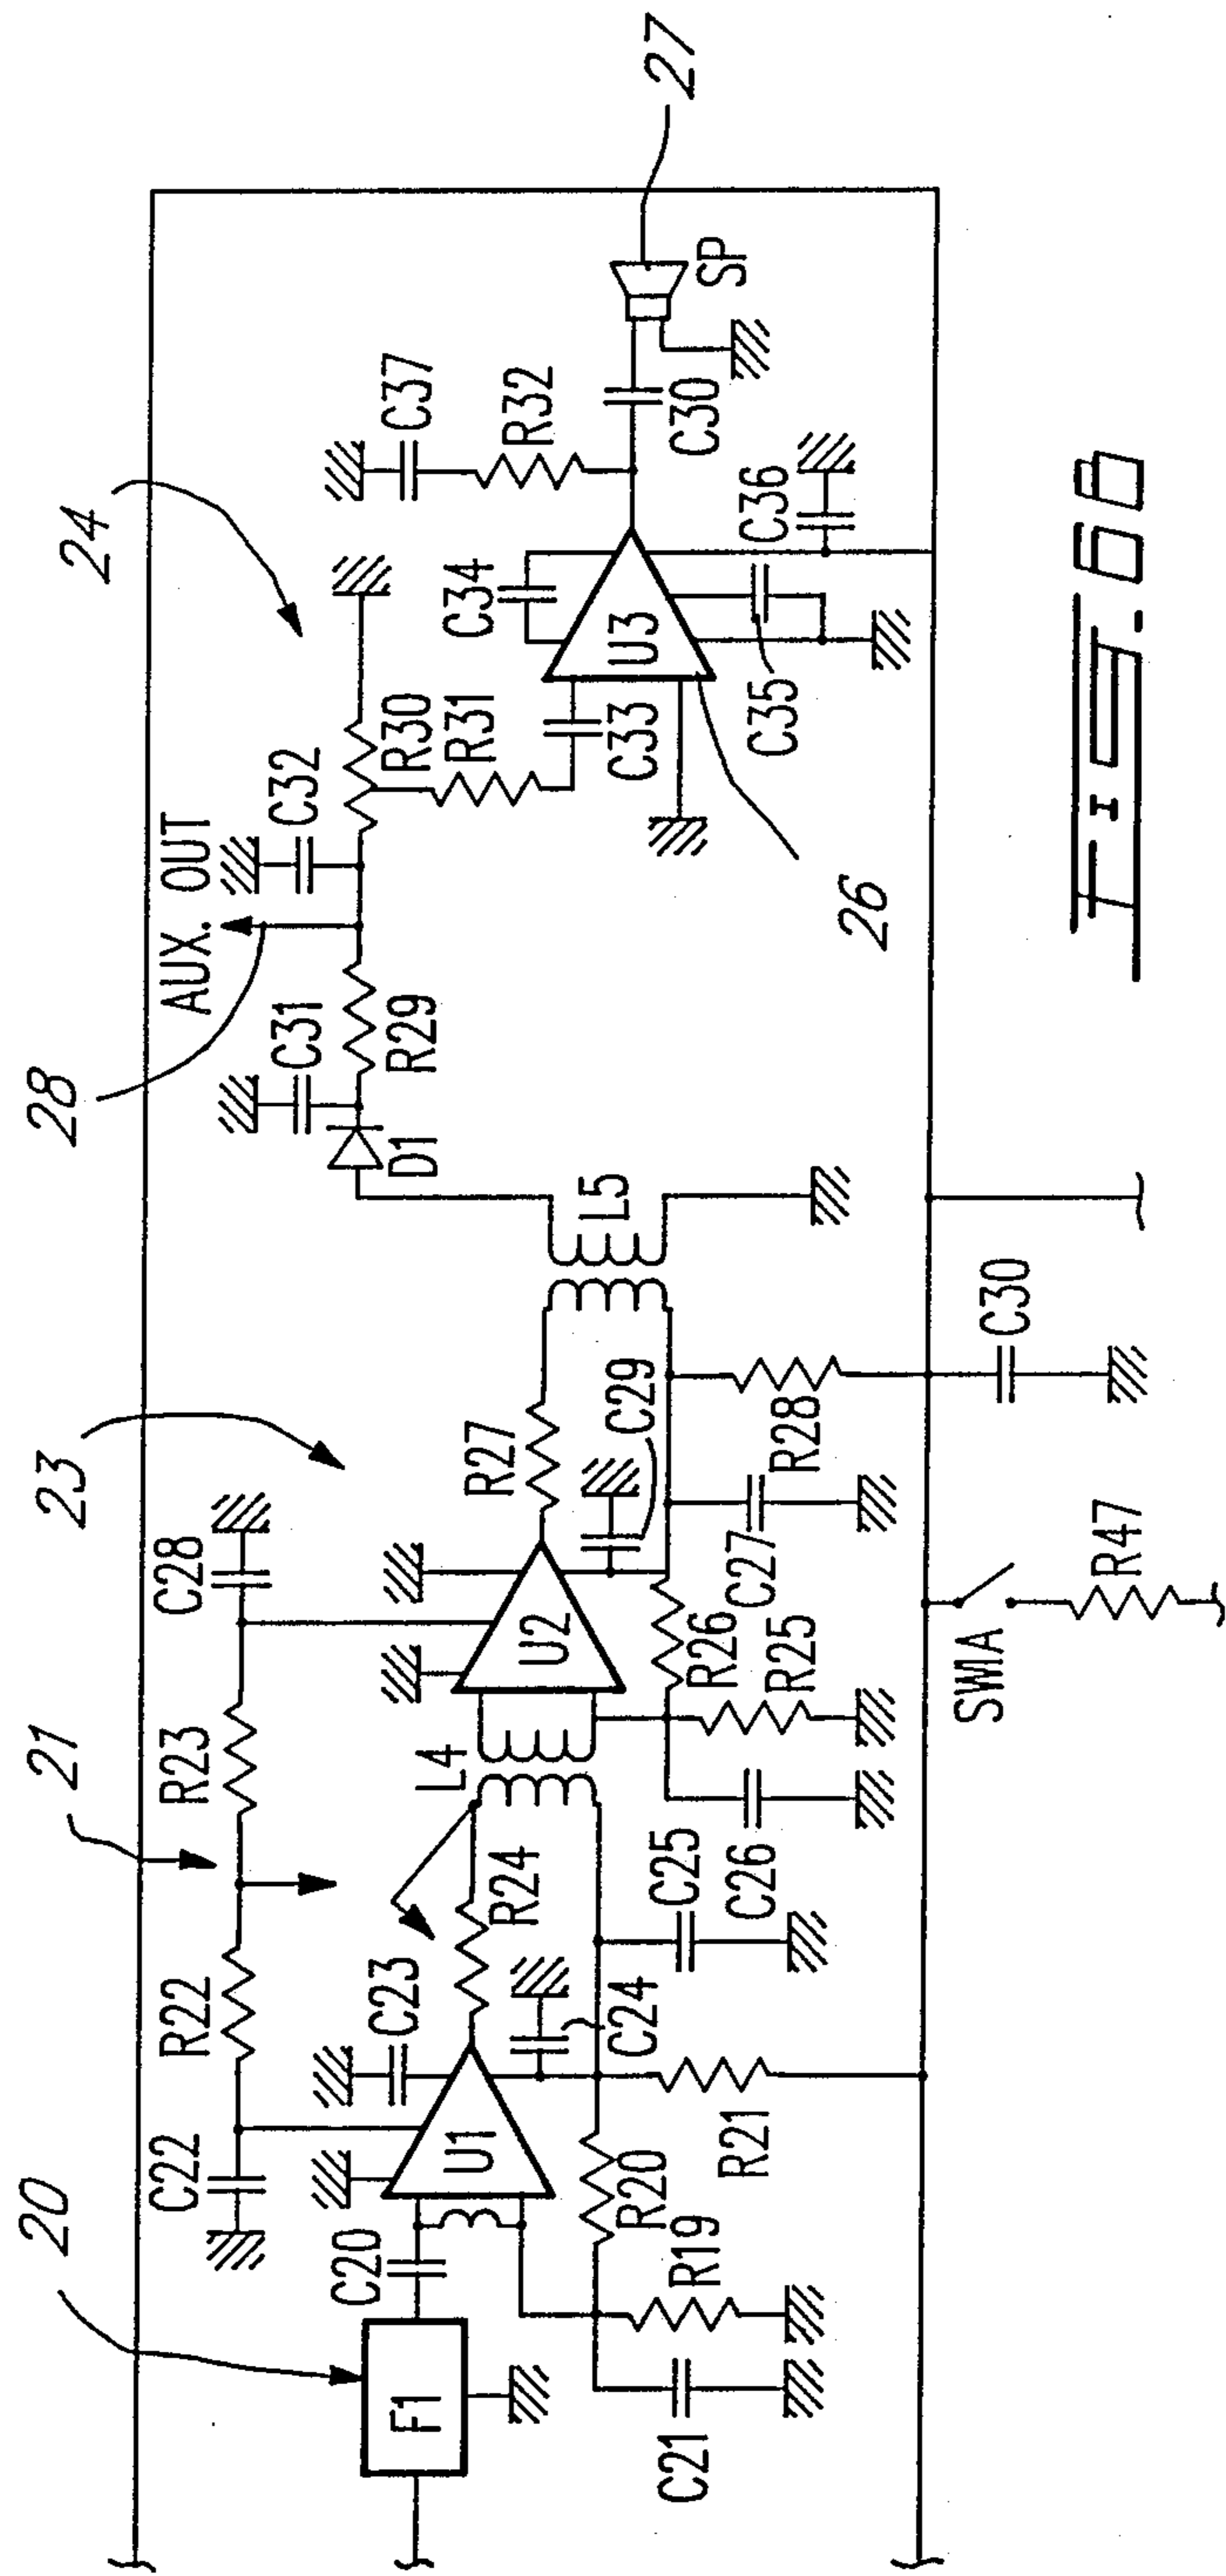 20
21
23
28
24
27
C22
R22
R23
C28
AUX. OUT
C31
C32
C37
F1
C20
U1
C23
R24
L4
U2
R27
L5
D1
R29
R30
R31
C33
C34
U3
R32
C30
SP
C21
R19
R20
R21
C24
C25
C26
R25
R26
C27
C29
R28
26
C35
C36
SW1A
R47
C30
FIG. 6B